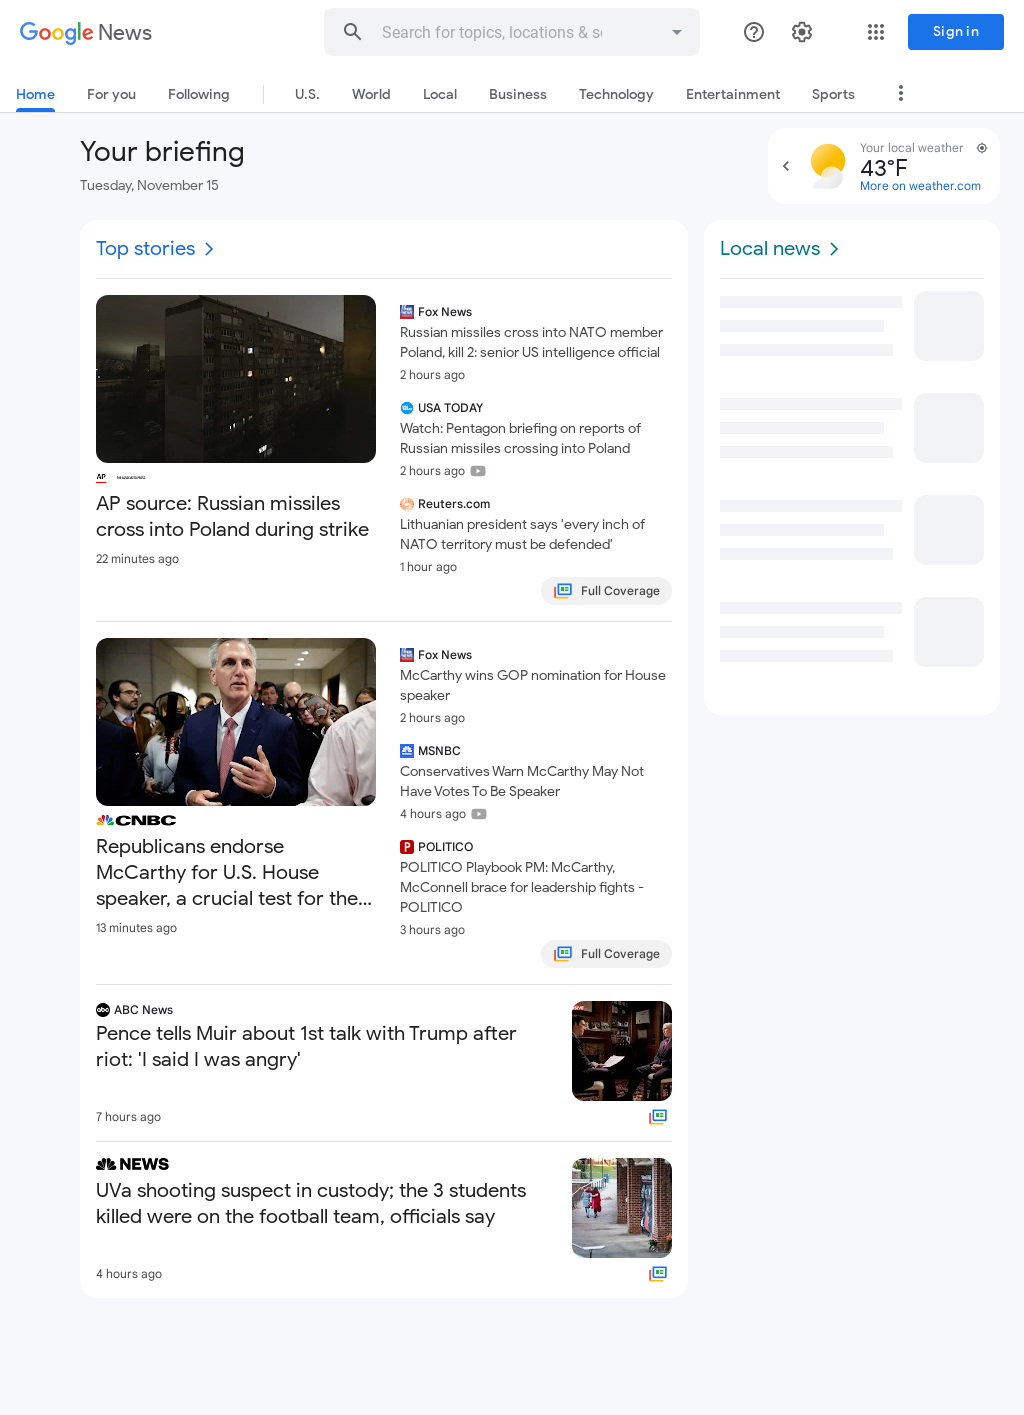 Google News
Search for topics, locations & so
Sign in
Home
For you
Following
U.S.
World
Local
Business
Technology
Entertainment
Sports
Your briefing
Tuesday, November 15
Your local weather
43°F
More on weather.com
Top stories
Local news
AP
AP source: Russian missiles
cross into Poland during strike
22 minutes ago
Fox News
Russian missiles cross into NATO member
Poland, kill 2: senior US intelligence official
2 hours ago
USA TODAY
Watch: Pentagon briefing on reports of
Russian missiles crossing into Poland
2 hours ago
Reuters.com
Lithuanian president says 'every inch of
NATO territory must be defended'
1 hour ago
Full Coverage
CNBC
Republicans endorse
McCarthy for U.S. House
speaker, a crucial test for the...
13 minutes ago
Fox News
McCarthy wins GOP nomination for House
speaker
2 hours ago
MSNBC
Conservatives Warn McCarthy May Not
Have Votes To Be Speaker
4 hours ago
POLITICO
POLITICO Playbook PM: McCarthy,
McConnell brace for leadership fights -
POLITICO
3 hours ago
Full Coverage
abc ABC News
Pence tells Muir about 1st talk with Trump after
riot: 'I said I was angry'
7 hours ago
NEWS
UVa shooting suspect in custody; the 3 students
killed were on the football team, officials say
4 hours ago